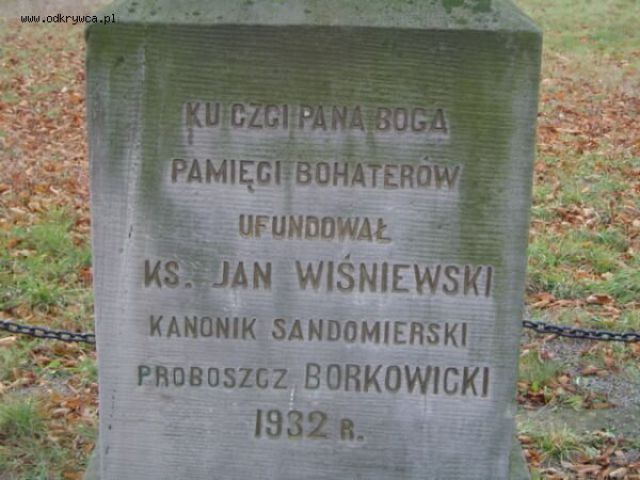 www.odkrywca.pl
KU CZCI PANA BOGA
PAMIĘCI BOHATERÓW
UFUNDOWAŁ
KS. JAN WIŚNIEWSKI
KANONIK SANDOMIERSKI
PROBOSZCZ BORKOWICKI
1932 R.